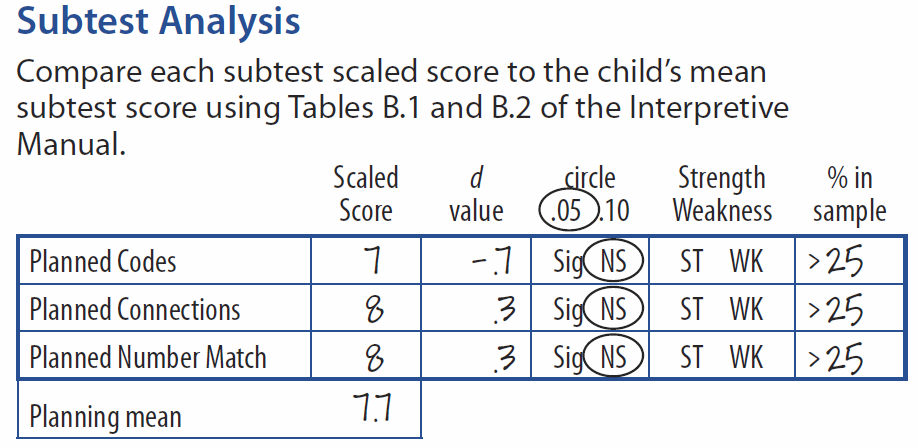 Subtest Analysis
Compare each subtest scaled score to the child's mean
subtest score using Tables B.1 and B.2 of the Interpretive
Manual.
Scaled d circle Strength % in
Score value .05 .10 Weakness sample
Planned Codes 7 -.7 Sig NS ST WK >25
Planned Connections 8 .3 Sig NS ST WK >25
Planned Number Match 8 .3 Sig NS ST WK >25
Planning mean 7.7